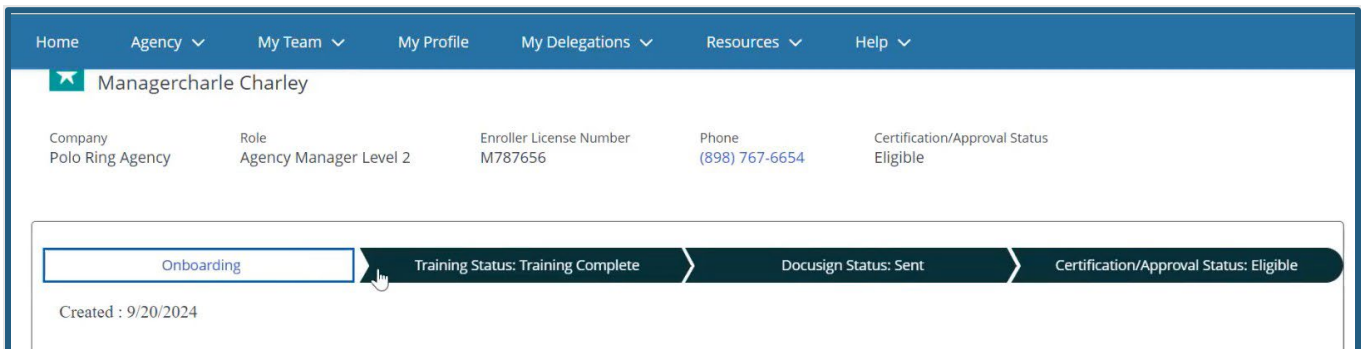 Home Agency My Team My Profile My Delegations Resources Help
Managercharle Charley
Company Role Enroller License Number Phone Certification/Approval Status
Polo Ring Agency Agency Manager Level 2 M787656 (898) 767-6654 Eligible
Onboarding Training Status: Training Complete Docusign Status: Sent Certification/Approval Status: Eligible
Created : 9/20/2024